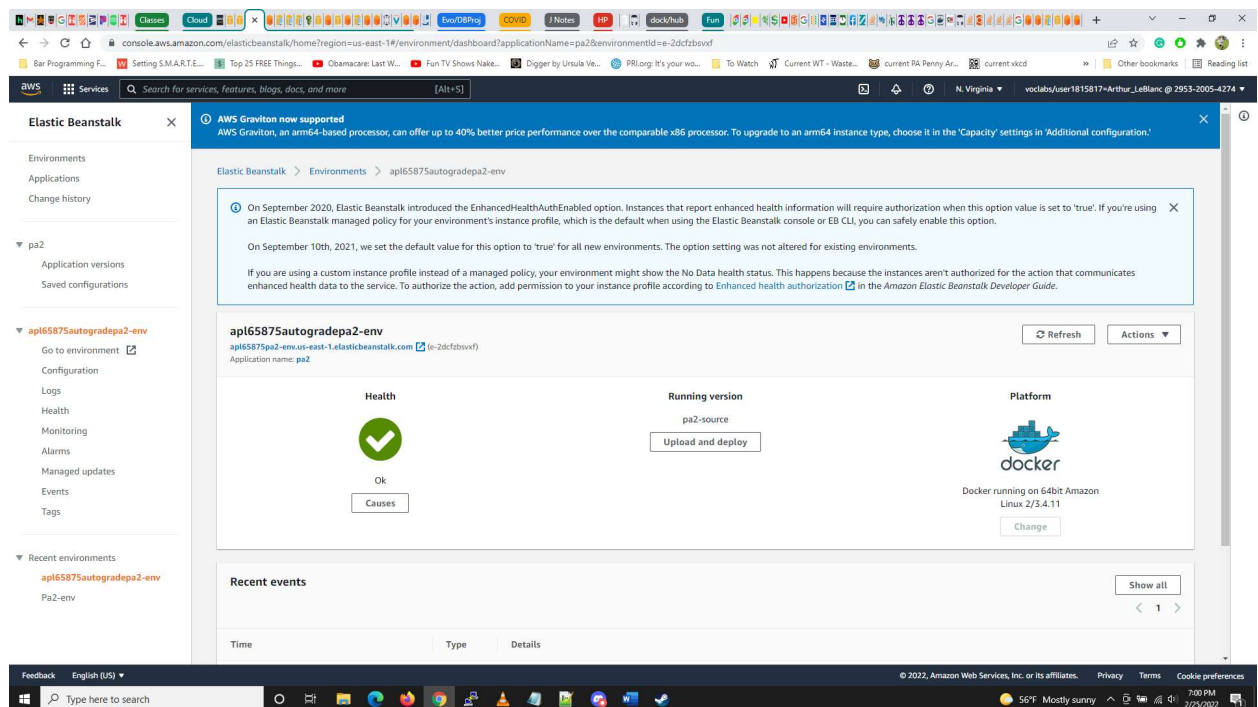 Classes
Cloud
Evo/DBProj
COVID
J Notes
HP
dock/hub
Fun
console.aws.amazon.com/elasticbeanstalk/home?region=us-east-1#/environment/dashboard?applicationName=pa2&environmentId=e-2dcfzbsvxf
Bar Programming F...
Setting S.M.A.R.T.E...
Top 25 FREE Things...
Obamacare: Last W...
Fun TV Shows Nake...
Digger by Ursula Ve...
PRI.org: It's your wo...
To Watch
Current WT - Waste...
current PA Penny Ar...
current xkcd
»
Other bookmarks
Reading list
aws
Services
Search for services, features, blogs, docs, and more
[Alt+S]
N. Virginia
voclabs/user1815817=Arthur_LeBlanc @ 2953-2005-4274
Elastic Beanstalk
Environments
Applications
Change history
pa2
Application versions
Saved configurations
apl65875autogradepa2-env
Go to environment
Configuration
Logs
Health
Monitoring
Alarms
Managed updates
Events
Tags
Recent environments
apl65875autogradepa2-env
Pa2-env
AWS Graviton now supported
AWS Graviton, an arm64-based processor, can offer up to 40% better price performance over the comparable x86 processor. To upgrade to an arm64 instance type, choose it in the 'Capacity' settings in 'Additional configuration.'
Elastic Beanstalk > Environments > apl65875autogradepa2-env
On September 2020, Elastic Beanstalk introduced the EnhancedHealthAuthEnabled option. Instances that report enhanced health information will require authorization when this option value is set to 'true'. If you're using
an Elastic Beanstalk managed policy for your environment's instance profile, which is the default when using the Elastic Beanstalk console or EB CLI, you can safely enable this option.
On September 10th, 2021, we set the default value for this option to 'true' for all new environments. The option setting was not altered for existing environments.
If you are using a custom instance profile instead of a managed policy, your environment might show the No Data health status. This happens because the instances aren't authorized for the action that communicates
enhanced health data to the service. To authorize the action, add permission to your instance profile according to Enhanced health authorization in the Amazon Elastic Beanstalk Developer Guide.
apl65875autogradepa2-env
apl65875pa2-env.us-east-1.elasticbeanstalk.com (e-2dcfzbsvxf)
Application name: pa2
Refresh
Actions
Health
Ok
Causes
Running version
pa2-source
Upload and deploy
Platform
docker
Docker running on 64bit Amazon
Linux 2/3.4.11
Change
Recent events
Show all
< 1 >
Time
Type
Details
Feedback
English (US)
© 2022, Amazon Web Services, Inc. or its affiliates.
Privacy
Terms
Cookie preferences
Type here to search
56°F Mostly sunny
7:00 PM
2/25/2022